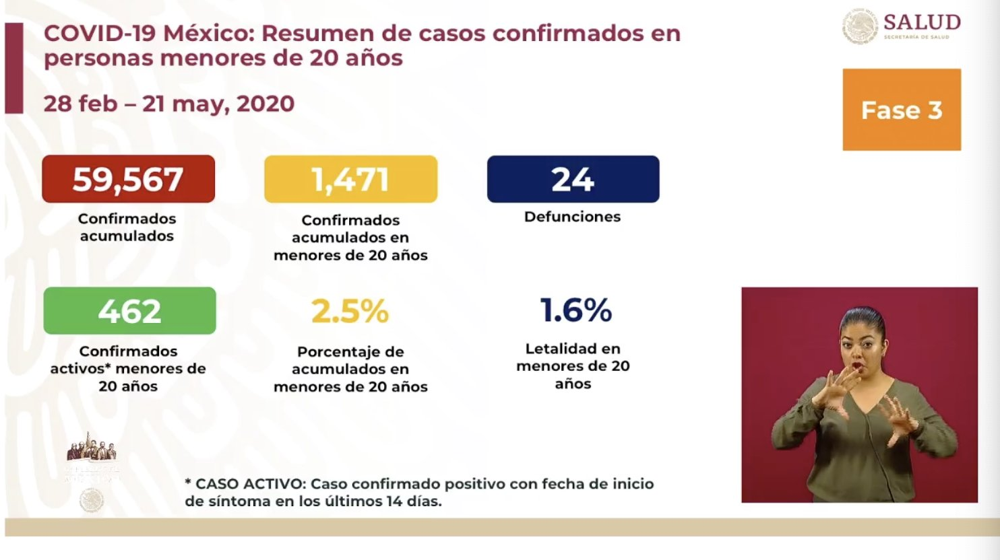 COVID-19 México: Resumen de casos confirmados en
personas menores de 20 años
28 feb – 21 may, 2020
SALUD
SECRETARÍA DE SALUD
Fase 3
59,567
Confirmados
acumulados
1,471
Confirmados
acumulados en
menores de 20 años
24
Defunciones
462
Confirmados
activos* menores de
20 años
2.5%
Porcentaje de
acumulados en
menores de 20 años
1.6%
Letalidad en
menores de 20
años
* CASO ACTIVO: Caso confirmado positivo con fecha de inicio
de síntoma en los últimos 14 días.